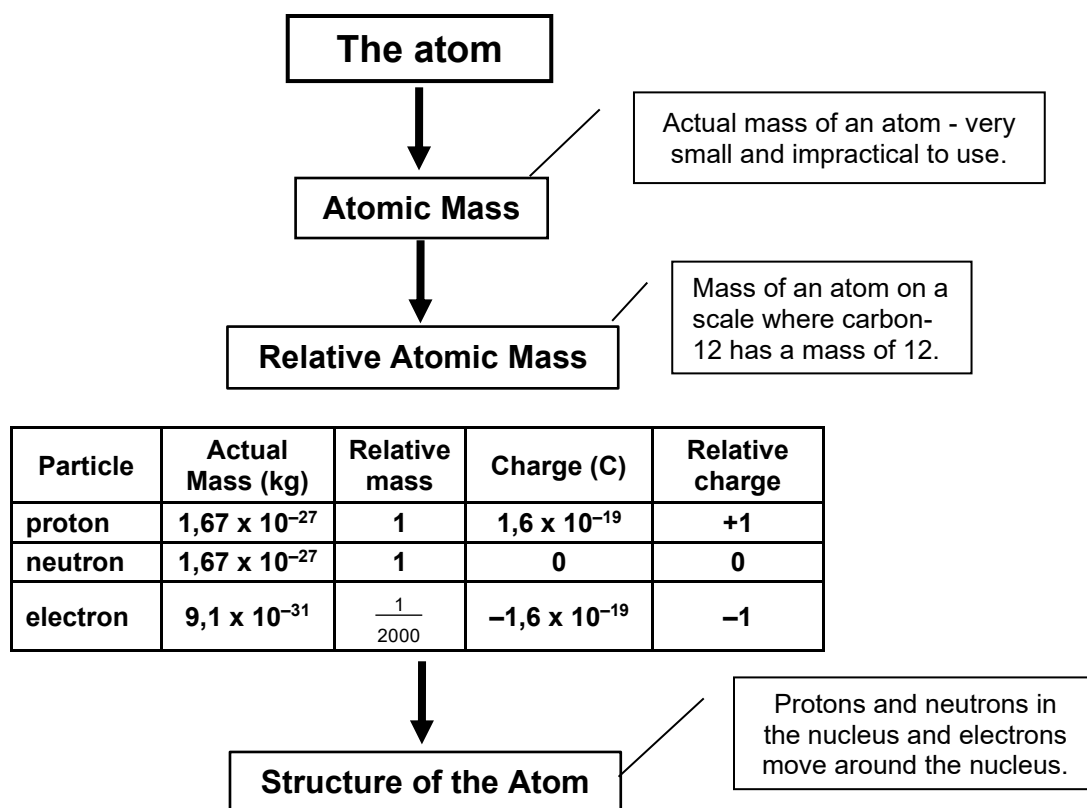 The atom
Actual mass of an atom - very
small and impractical to use.
Atomic Mass
Mass of an atom on a
scale where carbon-
12 has a mass of 12.
Relative Atomic Mass
Particle Actual Mass (kg) Relative mass Charge (C) Relative charge
proton 1,67 x 10⁻²⁷ 1 1,6 x 10⁻¹⁹ +1
neutron 1,67 x 10⁻²⁷ 1 0 0
electron 9,1 x 10⁻³¹ 1/2000 –1,6 x 10⁻¹⁹ –1
Protons and neutrons in
the nucleus and electrons
move around the nucleus.
Structure of the Atom